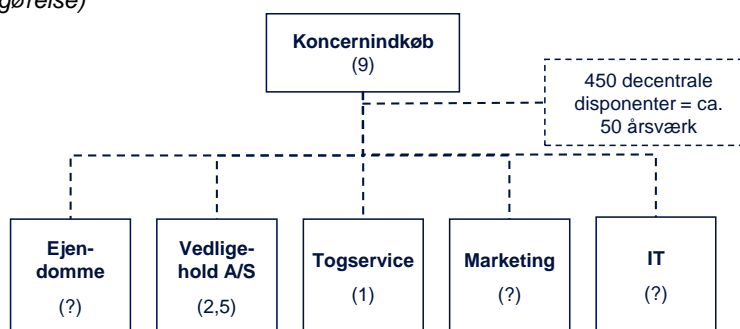 gørelse)
Koncernindkøb
(9)
450 decentrale
disponenter = ca.
50 årsværk
Ejen-
domme
(?)
Vedlige-
hold A/S
(2,5)
Togservice
(1)
Marketing
(?)
IT
(?)